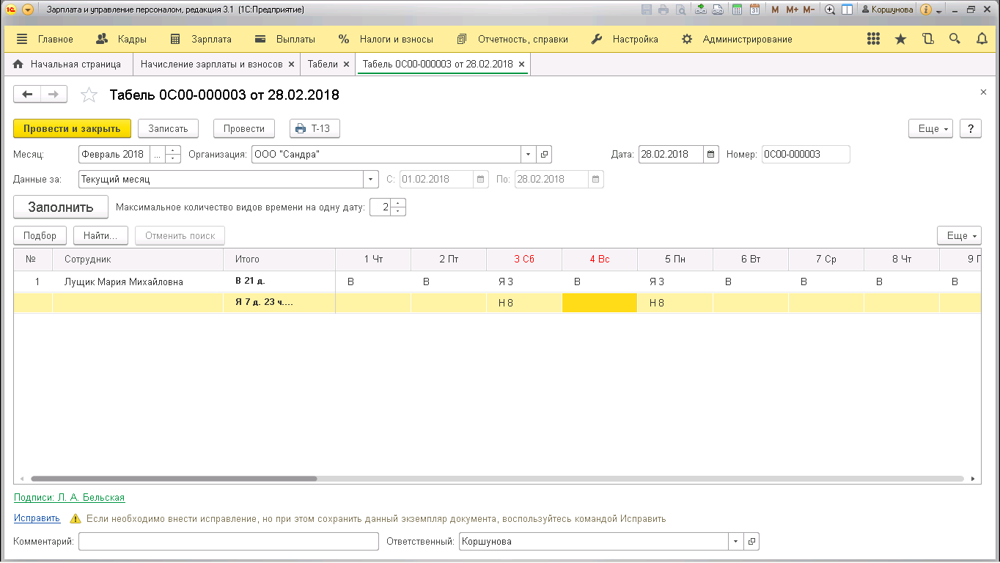 Зарплата и управление персоналом, редакция 3.1 (1С:Предприятие) M M+ M- Коршунова
Главное Кадры Зарплата Выплаты % Налоги и взносы Отчетность, справки Настройка Администрирование
Начальная страница Начисление зарплаты и взносов × Табели × Табель 0С00-000003 от 28.02.2018 ×
Табель 0С00-000003 от 28.02.2018
Провести и закрыть Записать Провести Т-13 Еще ?
Месяц: Февраль 2018 ... Организация: ООО "Сандра" Дата: 28.02.2018 Номер: 0С00-000003
Данные за: Текущий месяц С: 01.02.2018 По: 28.02.2018
Заполнить Максимальное количество видов времени на одну дату: 2
Подбор Найти... Отменить поиск Еще
№ Сотрудник Итого 1 Чт 2 Пт 3 Сб 4 Вс 5 Пн 6 Вт 7 Ср 8 Чт 9
1 Лущик Мария Михайловна В 21 д. В В Я 3 В Я 3 В В В В
Я 7 д. 23 ч.... Н 8 Н 8
Подписи: Л. А. Бельская
Исправить Если необходимо внести исправление, но при этом сохранить данный экземпляр документа, воспользуйтесь командой Исправить
Комментарий: Ответственный: Коршунова